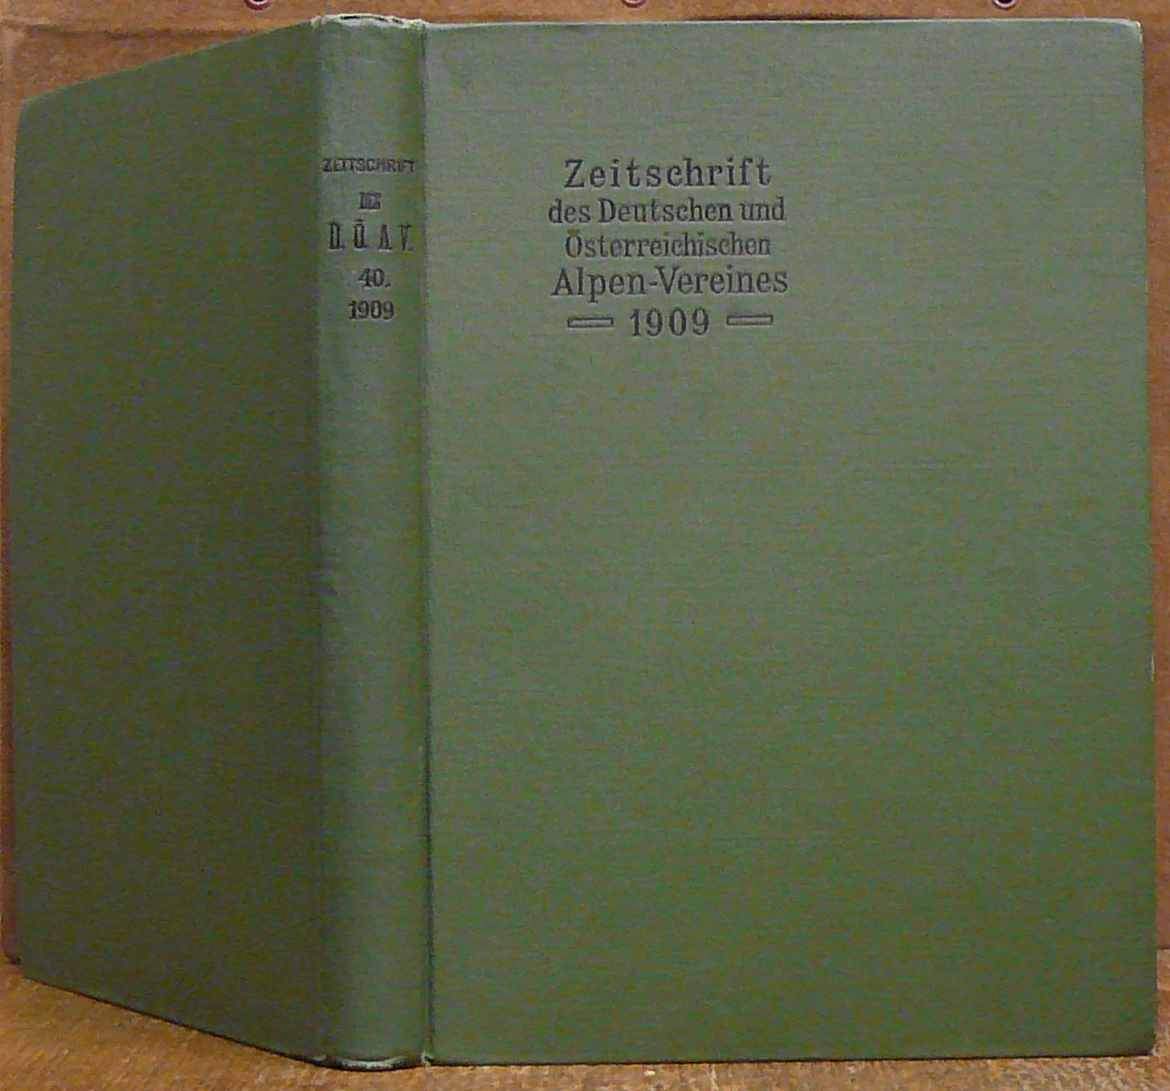 ZEITSCHRIFT
DES
D. Ö. A. V.
40.
1909
Zeitschrift
des Deutschen und
Österreichischen
Alpen-Vereines
1909